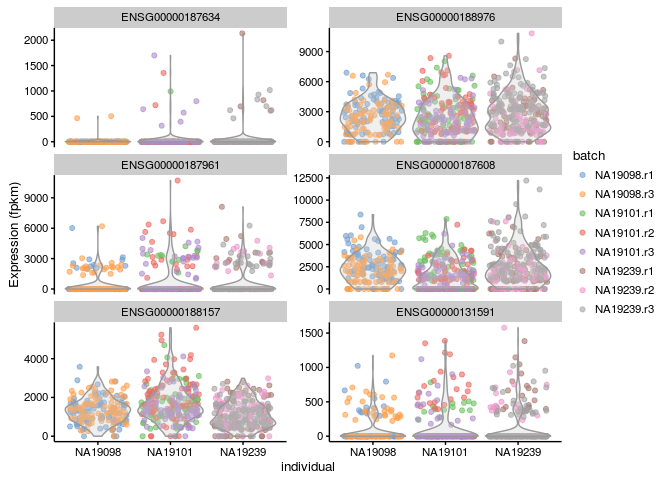 ENSG00000187634
ENSG00000188976
2000
1500
1000
500
0
9000
6000
3000
0
ENSG00000187961
ENSG00000187608
9000
6000
3000
0
12500
10000
7500
5000
2500
0
ENSG00000188157
ENSG00000131591
4000
2000
0
1500
1000
500
0
NA19098 NA19101 NA19239
NA19098 NA19101 NA19239
individual
Expression (fpkm)
batch
NA19098.r1
NA19098.r3
NA19101.r1
NA19101.r2
NA19101.r3
NA19239.r1
NA19239.r2
NA19239.r3